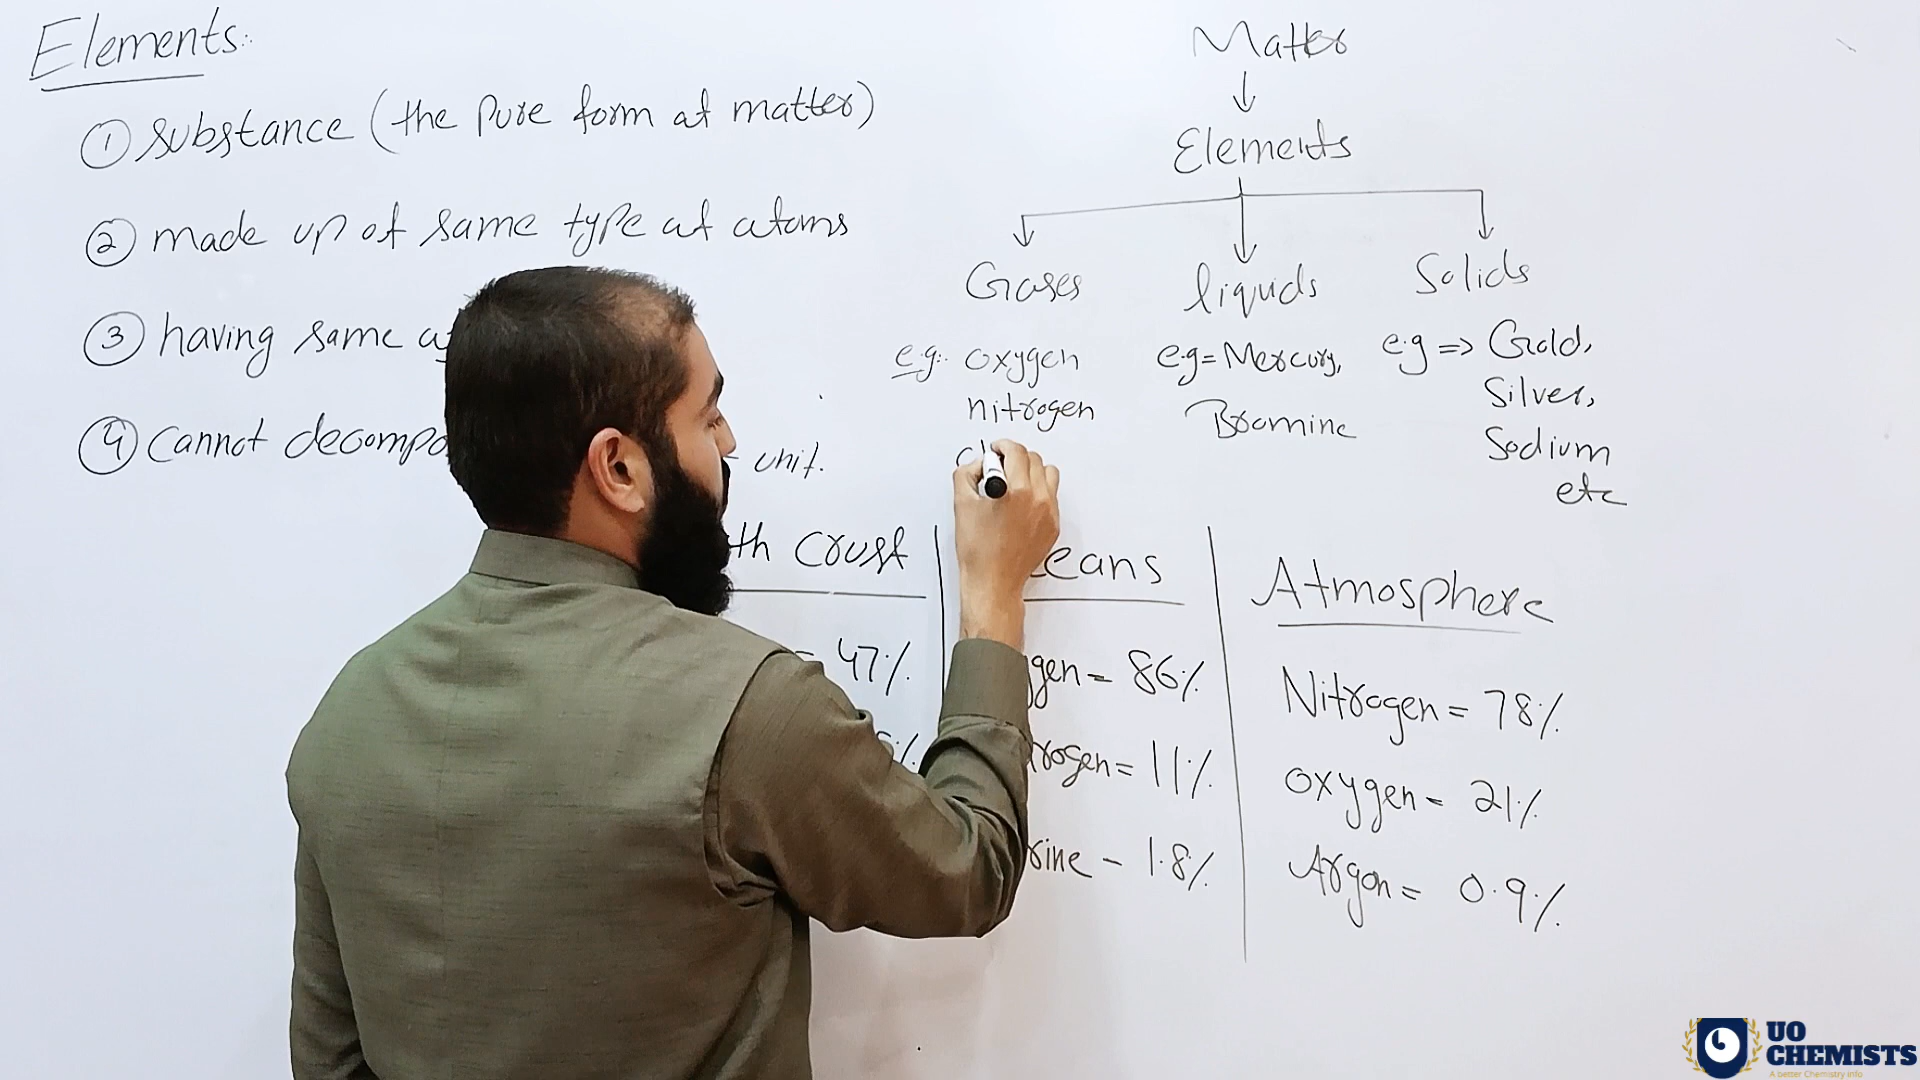 Elements:
① substance (the pure form of matter)
② made up of same type of atoms
③ having same
④ cannot decompo
unit.
Matter
Elements
Gases
e.g:. oxygen
nitrogen
liquids
e.g= Mercury,
Bromine
Solids
e.g => Gold,
Silver,
Sodium
etc
th crust
47%
eans
gen = 86%
rogen = 11%
rine - 1.8%
Atmosphere
Nitrogen = 78%
Oxygen = 21%
Argon = 0.9%
UO
CHEMISTS
A better Chemistry info